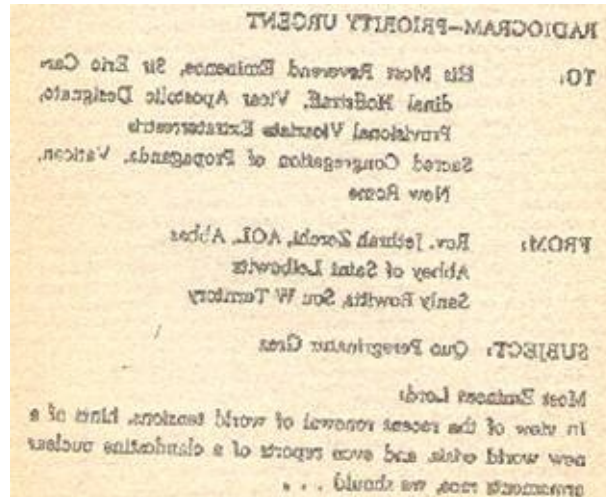 RADIOGRAM—PRIORITY URGENT
TO: His Most Reverend Eminence, Sir Eric Car-
dinal Hoffstraff, Vicar Apostolic Designate,
Provisional Vicariate Extraterrestris
Sacred Congregation of Propaganda, Vatican,
New Rome
FROM: Rev. Jethrah Zerchi, AOL, Abbas
Abbey of Saint Leibowitz
Sanly Bowitts, Sou W Territory
SUBJECT: Quo Peregrinatur Grex
Most Eminent Lord:
In view of the recent renewal of world tensions, hints of a
new world crisis, and even reports of a clandestine nuclear
armaments race, we should . . .